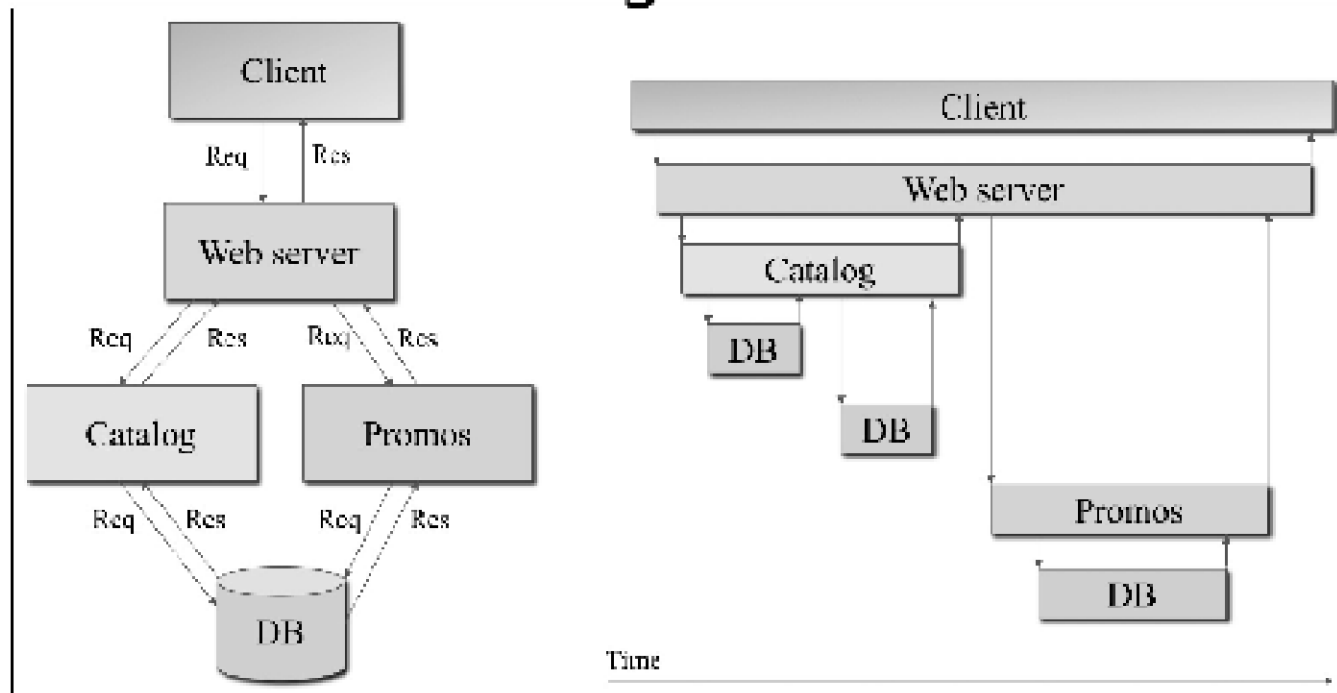 Client
Req Res
Web server
Req Res Req Res
Catalog Promos
Req Res Req Res
DB
Client
Web server
Catalog
DB
DB
Promos
DB
Time